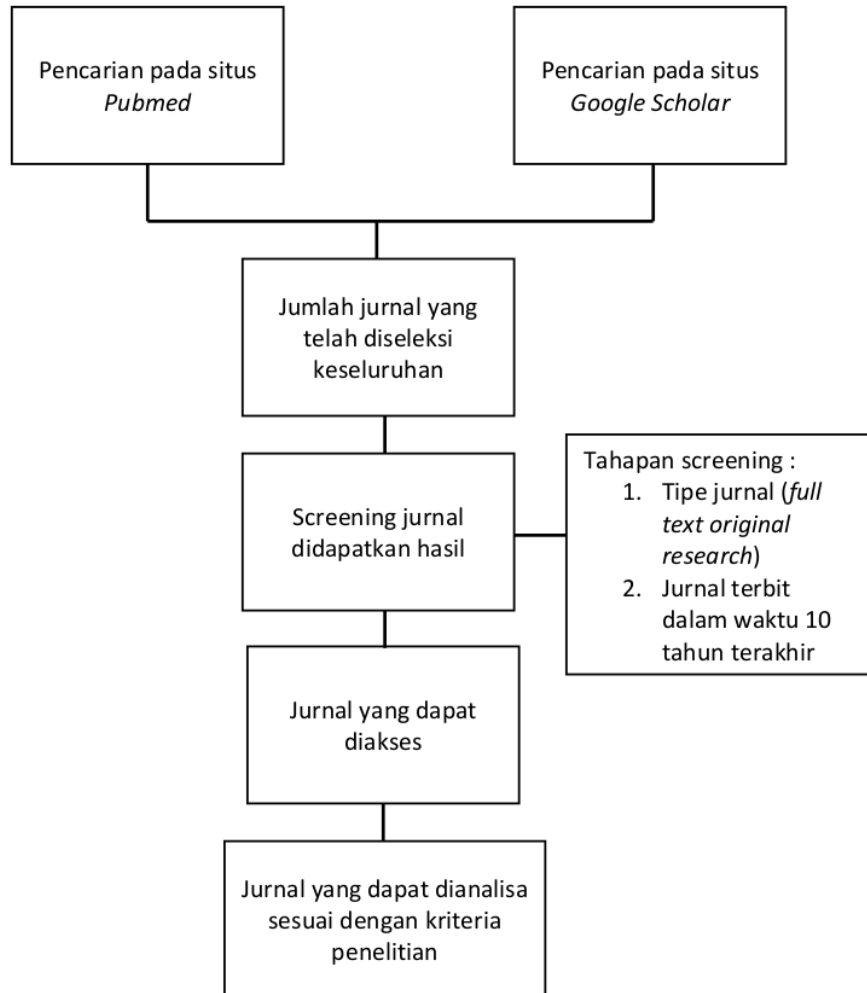 Pencarian pada situs
Pubmed
Pencarian pada situs
Google Scholar
Jumlah jurnal yang
telah diseleksi
keseluruhan
Screening jurnal
didapatkan hasil
Tahapan screening :
1. Tipe jurnal (full
text original
research)
2. Jurnal terbit
dalam waktu 10
tahun terakhir
Jurnal yang dapat
diakses
Jurnal yang dapat dianalisa
sesuai dengan kriteria
penelitian